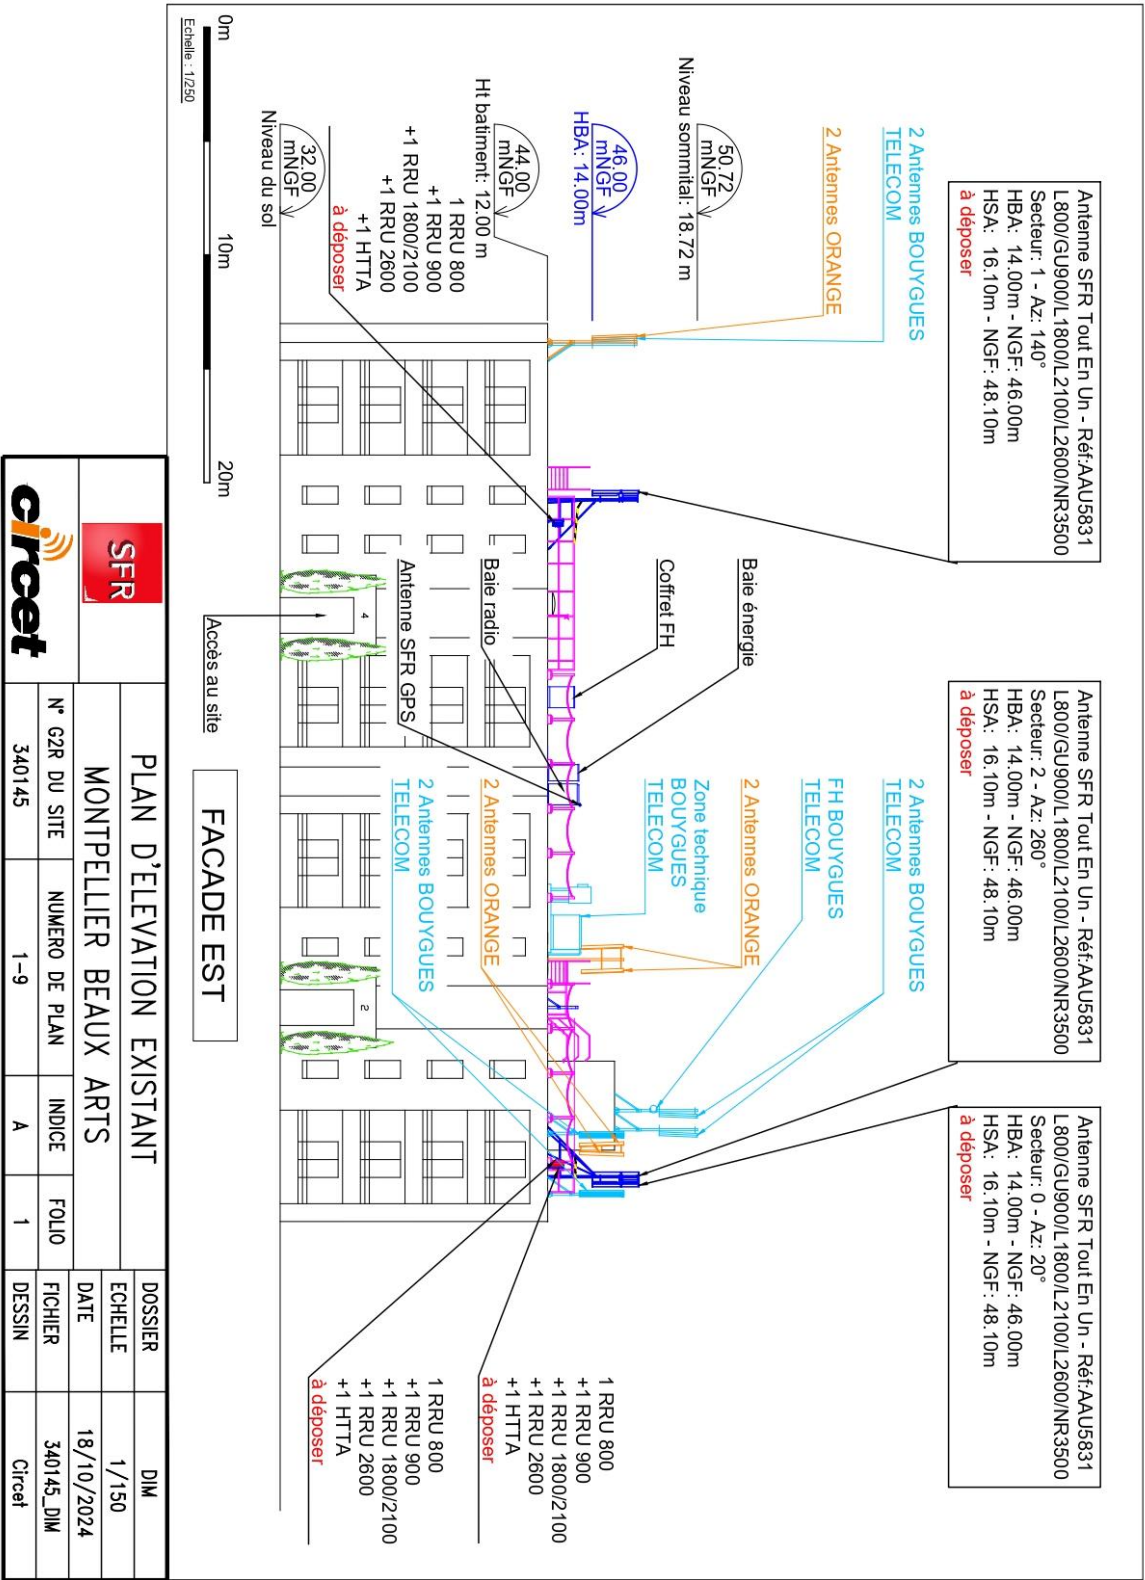 Antenne SFR Tout En Un - Réf:AAU5831
L800/GU900/L1800/L2100/L2600/NR3500
Secteur: 1 - Az: 140°
HBA: 14.00m - NGF: 46.00m
HSA: 16.10m - NGF: 48.10m
à déposer
Antenne SFR Tout En Un - Réf:AAU5831
L800/GU900/L1800/L2100/L2600/NR3500
Secteur: 2 - Az: 260°
HBA: 14.00m - NGF: 46.00m
HSA: 16.10m - NGF: 48.10m
à déposer
Antenne SFR Tout En Un - Réf:AAU5831
L800/GU900/L1800/L2100/L2600/NR3500
Secteur: 0 - Az: 20°
HBA: 14.00m - NGF: 46.00m
HSA: 16.10m - NGF: 48.10m
à déposer
2 Antennes BOUYGUES
TELECOM
2 Antennes ORANGE
50.72
mNGF
Niveau sommital: 18.72 m
46.00
mNGF
HBA: 14.00m
44.00
mNGF
Ht batiment: 12.00 m
1 RRU 800
+1 RRU 900
+1 RRU 1800/2100
+1 RRU 2600
+1 HTTA
à déposer
32.00
mNGF
Niveau du sol
Baie énergie
Coffret FH
Baie radio
Antenne SFR GPS
2 Antennes BOUYGUES
TELECOM
FH BOUYGUES
TELECOM
2 Antennes ORANGE
Zone technique
BOUYGUES
TELECOM
2 Antennes ORANGE
2 Antennes BOUYGUES
TELECOM
1 RRU 800
+1 RRU 900
+1 RRU 1800/2100
+1 RRU 2600
+1 HTTA
à déposer
1 RRU 800
+1 RRU 900
+1 RRU 1800/2100
+1 RRU 2600
+1 HTTA
à déposer
4
2
Accès au site
FACADE EST
0m
10m
20m
Echelle : 1/250
SFR
circet
PLAN D'ELEVATION EXISTANT
MONTPELLIER BEAUX ARTS
N° G2R DU SITE
NUMERO DE PLAN
INDICE
FOLIO
340145
1-9
A
1
DOSSIER
DIM
ECHELLE
1/150
DATE
18/10/2024
FICHIER
340145_DIM
DESSIN
Circet